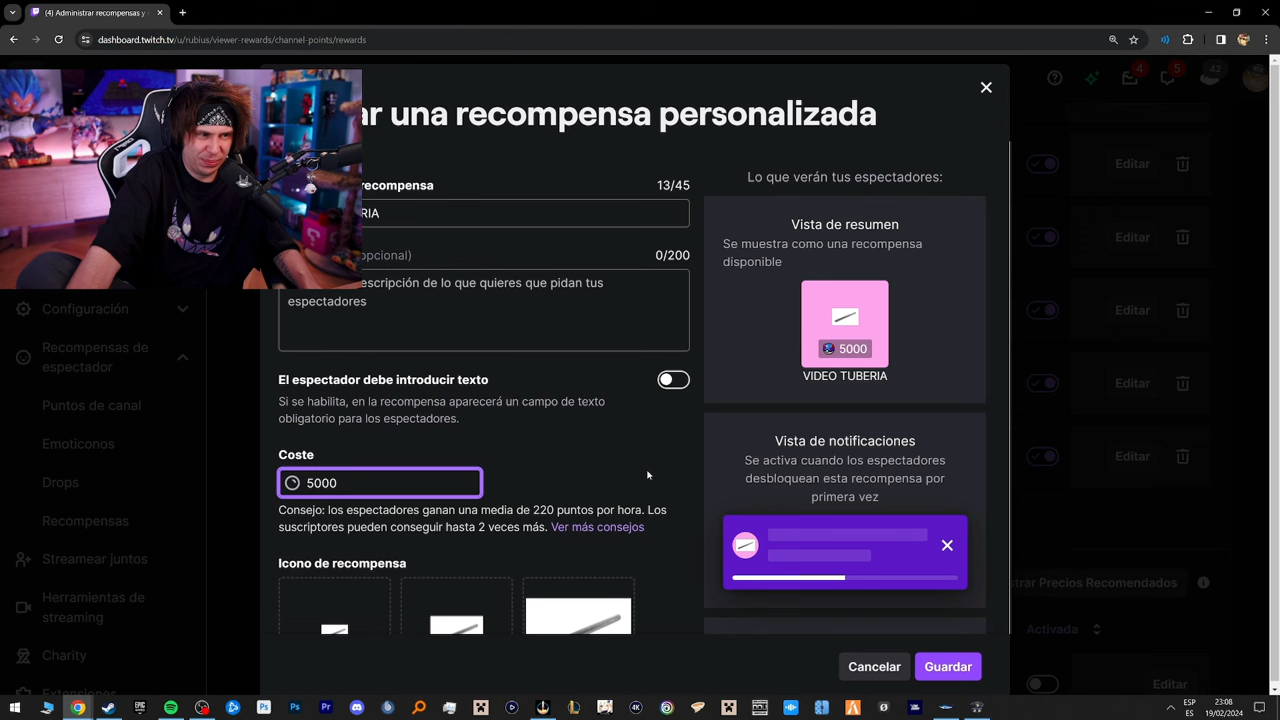 (4) Administrar recompensas y
dashboard.twitch.tv/u/rubius/viewer-rewards/channel-points/rewards
4
5
42
ar una recompensa personalizada
recompensa
13/45
RIA
opcional)
0/200
escripción de lo que quieres que pidan tus
espectadores
El espectador debe introducir texto
Si se habilita, en la recompensa aparecerá un campo de texto
obligatorio para los espectadores.
Coste
5000
Consejo: los espectadores ganan una media de 220 puntos por hora. Los
suscriptores pueden conseguir hasta 2 veces más. Ver más consejos
Icono de recompensa
Lo que verán tus espectadores:
Vista de resumen
Se muestra como una recompensa
disponible
5000
VIDEO TUBERIA
Vista de notificaciones
Se activa cuando los espectadores
desbloquean esta recompensa por
primera vez
Cancelar
Guardar
Configuración
Recompensas de
espectador
Puntos de canal
Emoticonos
Drops
Recompensas
Streamear juntos
Herramientas de
streaming
Charity
Extensiones
Editar
Editar
Editar
Editar
Editar
strar Precios Recomendados
Activada
Editar
ESP
ES
23:08
19/02/2024